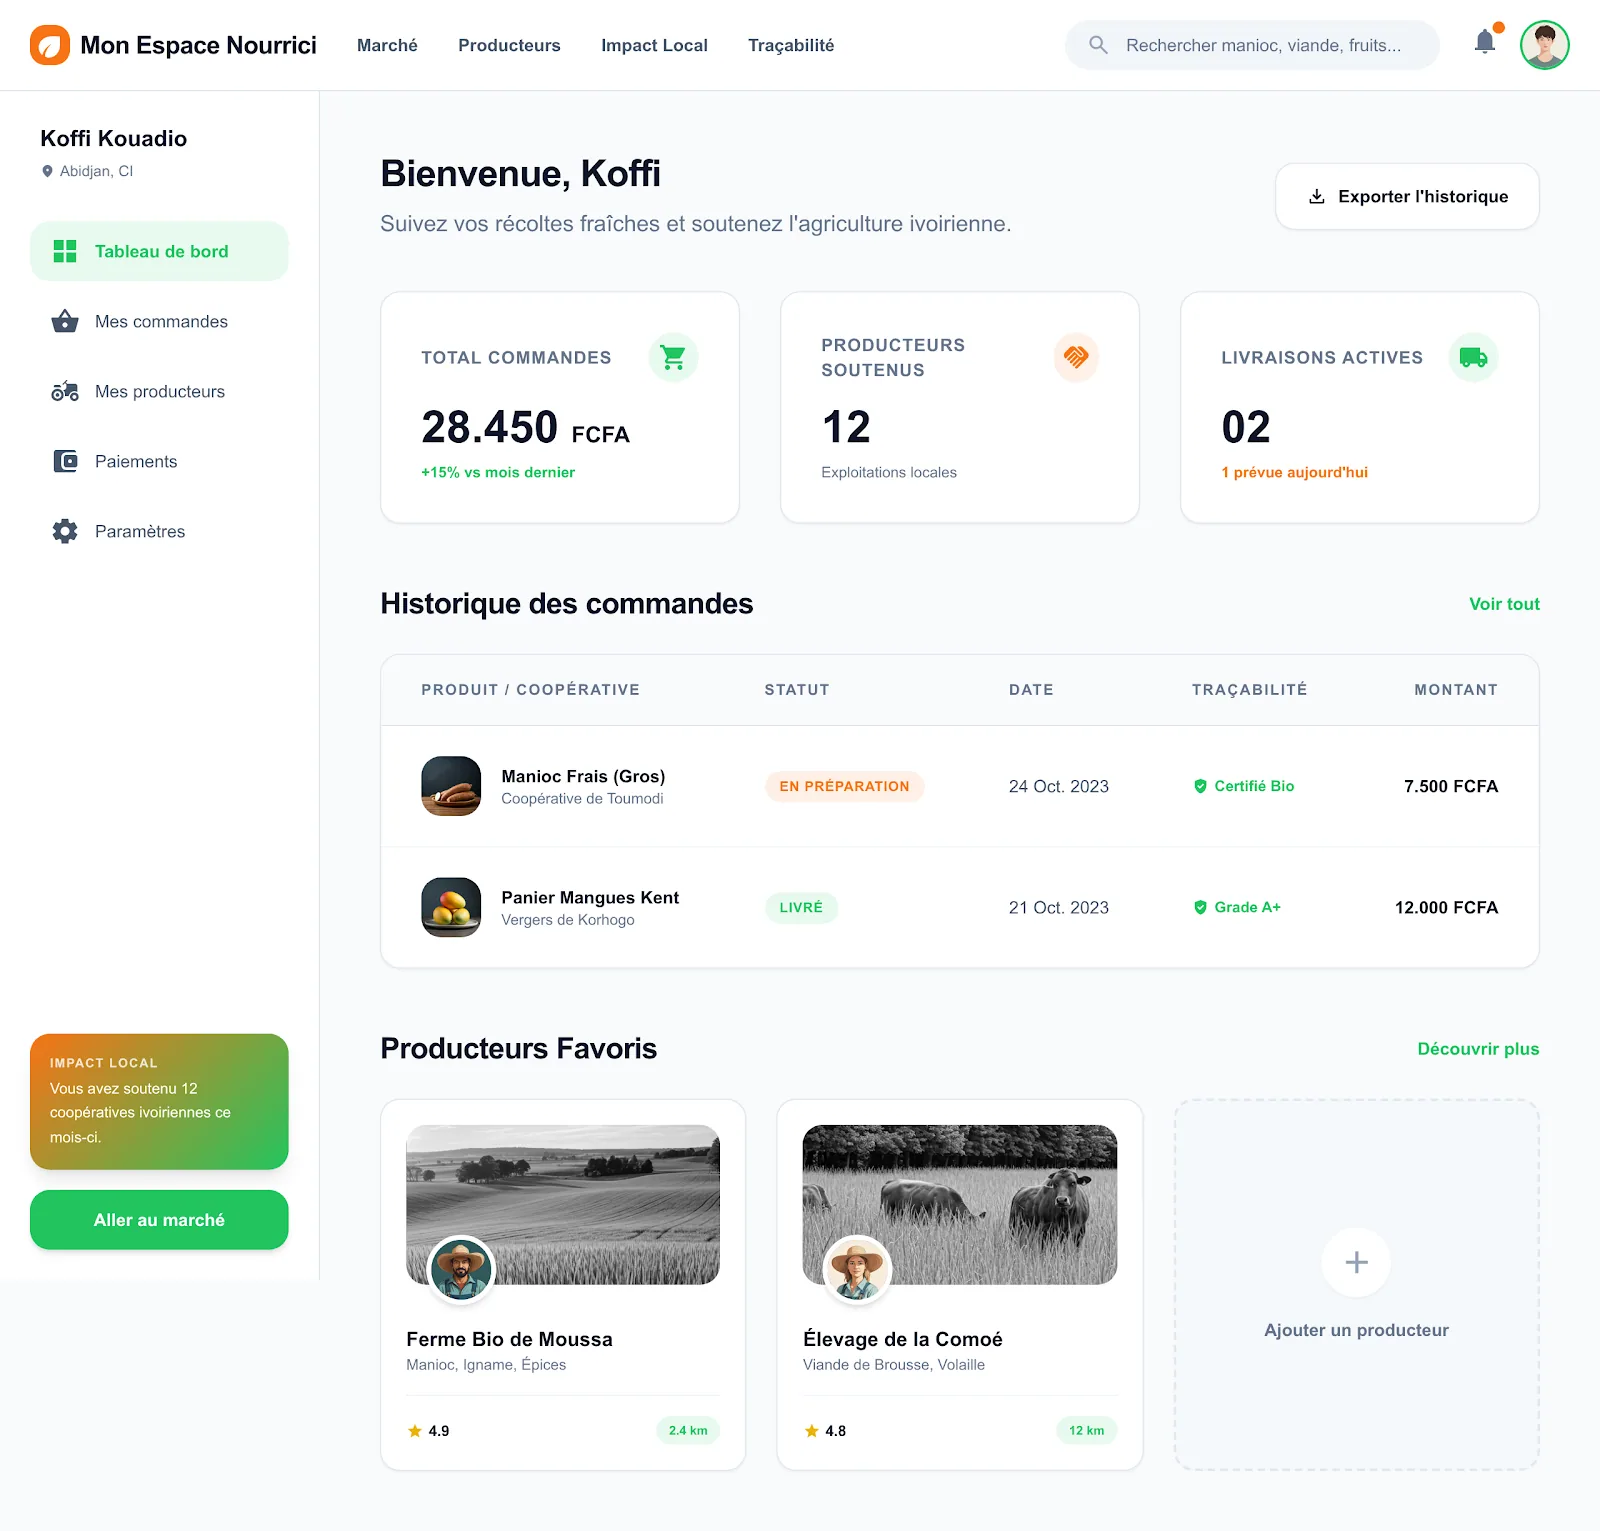 Mon Espace Nourrici
Marché
Producteurs
Impact Local
Traçabilité
Rechercher manioc, viande, fruits...
Koffi Kouadio
Abidjan, CI
Tableau de bord
Mes commandes
Mes producteurs
Paiements
Paramètres
IMPACT LOCAL
Vous avez soutenu 12
coopératives ivoiriennes ce
mois-ci.
Aller au marché
Bienvenue, Koffi
Suivez vos récoltes fraîches et soutenez l'agriculture ivoirienne.
Exporter l'historique
TOTAL COMMANDES
28.450 FCFA
+15% vs mois dernier
PRODUCTEURS
SOUTENUS
12
Exploitations locales
LIVRAISONS ACTIVES
02
1 prévue aujourd'hui
Historique des commandes
Voir tout
PRODUIT / COOPÉRATIVE
STATUT
DATE
TRAÇABILITÉ
MONTANT
Manioc Frais (Gros)
Coopérative de Toumodi
EN PRÉPARATION
24 Oct. 2023
Certifié Bio
7.500 FCFA
Panier Mangues Kent
Vergers de Korhogo
LIVRÉ
21 Oct. 2023
Grade A+
12.000 FCFA
Producteurs Favoris
Découvrir plus
Ferme Bio de Moussa
Manioc, Igname, Épices
4.9
2.4 km
Élevage de la Comoé
Viande de Brousse, Volaille
4.8
12 km
Ajouter un producteur